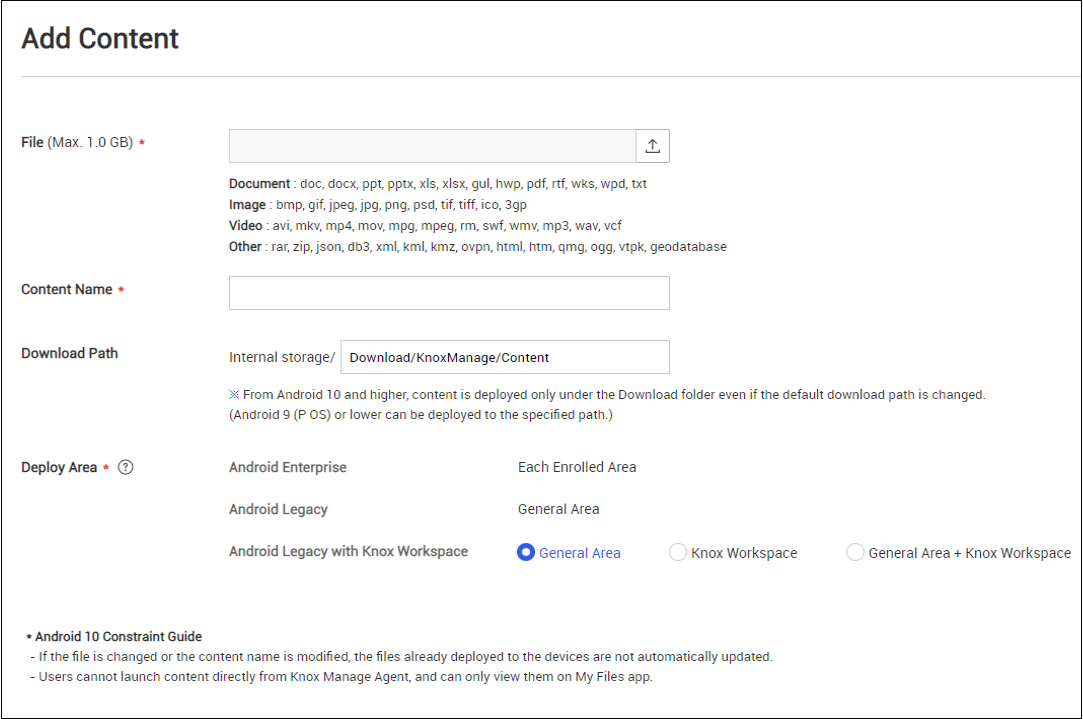 Add Content
File (Max. 1.0 GB) *
Document : doc, docx, ppt, pptx, xls, xlsx, gul, hwp, pdf, rtf, wks, wpd, txt
Image : bmp, gif, jpeg, jpg, png, psd, tif, tiff, ico, 3gp
Video : avi, mkv, mp4, mov, mpg, mpeg, rm, swf, wmv, mp3, wav, vcf
Other : rar, zip, json, db3, xml, kml, kmz, ovpn, html, htm, qmg, ogg, vtpk, geodatabase
Content Name *
Download Path Internal storage/ Download/KnoxManage/Content
※ From Android 10 and higher, content is deployed only under the Download folder even if the default download path is changed.
(Android 9 (P OS) or lower can be deployed to the specified path.)
Deploy Area * ? Android Enterprise Each Enrolled Area
Android Legacy General Area
Android Legacy with Knox Workspace General Area Knox Workspace General Area + Knox Workspace
* Android 10 Constraint Guide
- If the file is changed or the content name is modified, the files already deployed to the devices are not automatically updated.
- Users cannot launch content directly from Knox Manage Agent, and can only view them on My Files app.